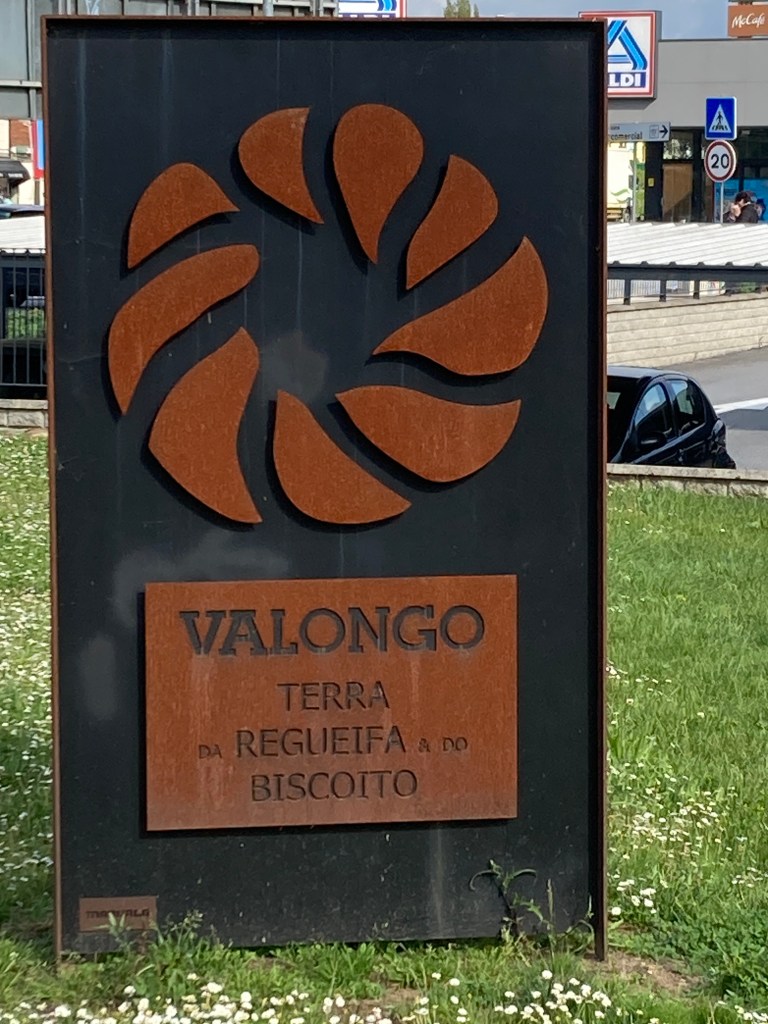 McCafé
ALDI
20
VALONGO
TERRA
DA REGUEIFA & DO
BISCOITO